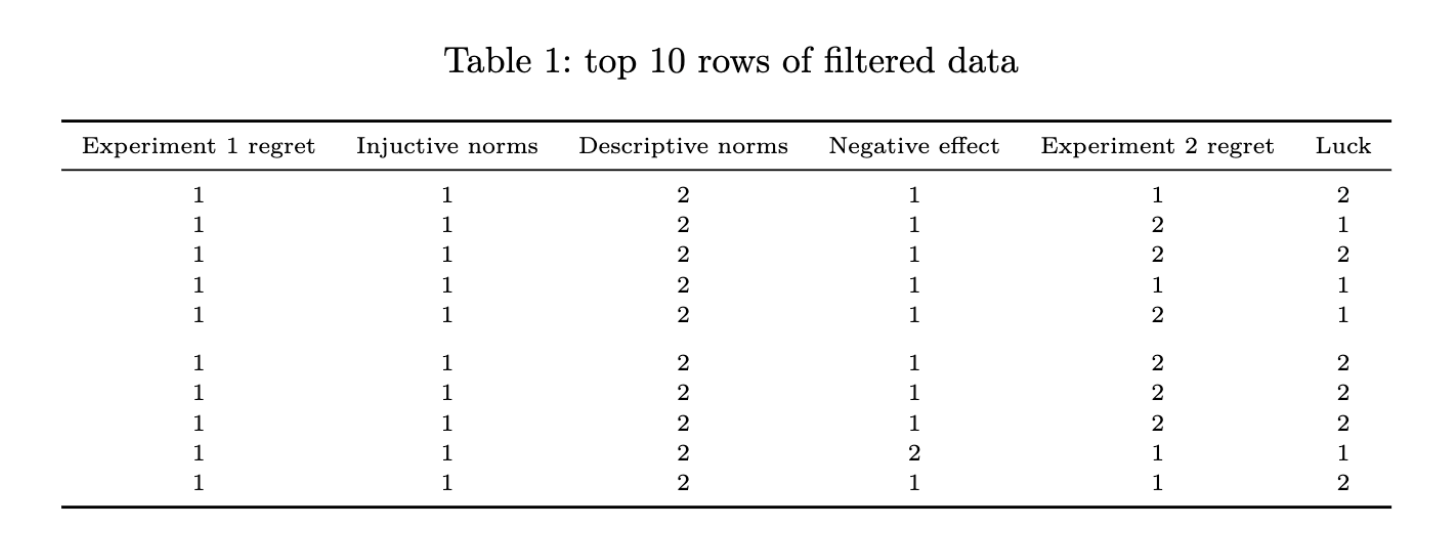 Table 1: top 10 rows of filtered data
Experiment 1 regret Injuctive norms Descriptive norms Negative effect Experiment 2 regret Luck
1 1 2 1 1 2
1 1 2 1 2 1
1 1 2 1 2 2
1 1 2 1 1 1
1 1 2 1 2 1
1 1 2 1 2 2
1 1 2 1 2 2
1 1 2 1 2 2
1 1 2 2 1 1
1 1 2 1 1 2